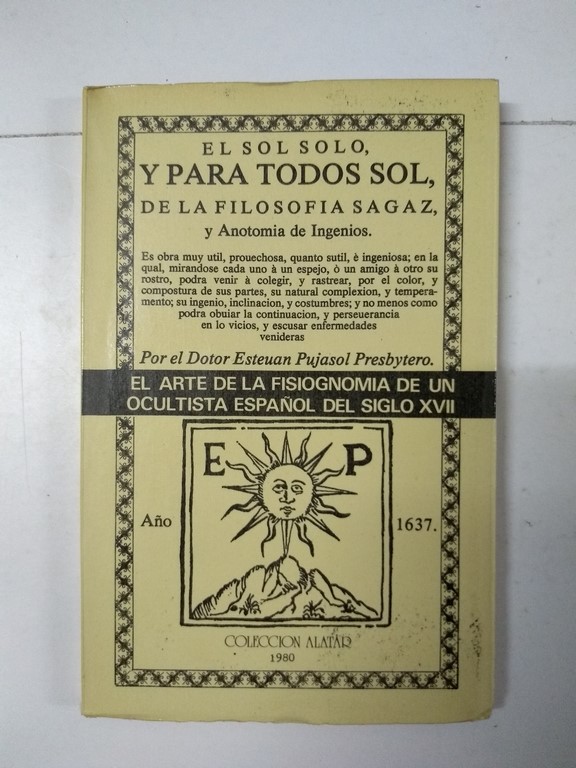 EL SOL SOLO,
Y PARA TODOS SOL,
DE LA FILOSOFIA SAGAZ,
y Anotomia de Ingenios.
Es obra muy util, prouechosa, quanto sutil, è ingeniosa; en la
qual, mirandose cada uno à un espejo, ò un amigo à otro su
rostro, podra venir à colegir, y rastrear, por el color, y
compostura de sus partes, su natural complexion, y tempera-
mento; su ingenio, inclinacion, y costumbres; y no menos como
podra obuiar la continuacion, y perseuerancia
en lo vicios, y escusar enfermedades
venideras
Por el Dotor Esteuan Pujasol Presbytero.
EL ARTE DE LA FISIOGNOMIA DE UN
OCULTISTA ESPAÑOL DEL SIGLO XVII
E P
Año 1637.
COLECCION ALATAR
1980